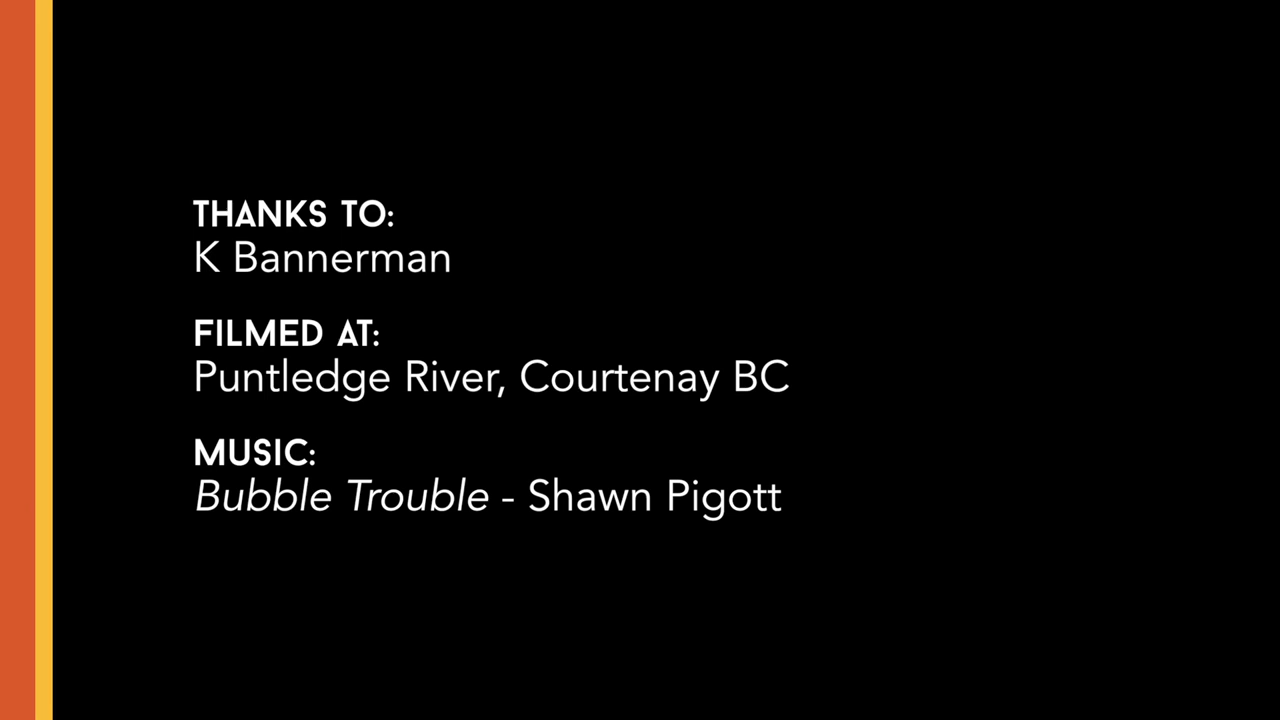 THANKS TO:
K Bannerman
FILMED AT:
Puntledge River, Courtenay BC
MUSIC:
Bubble Trouble - Shawn Pigott